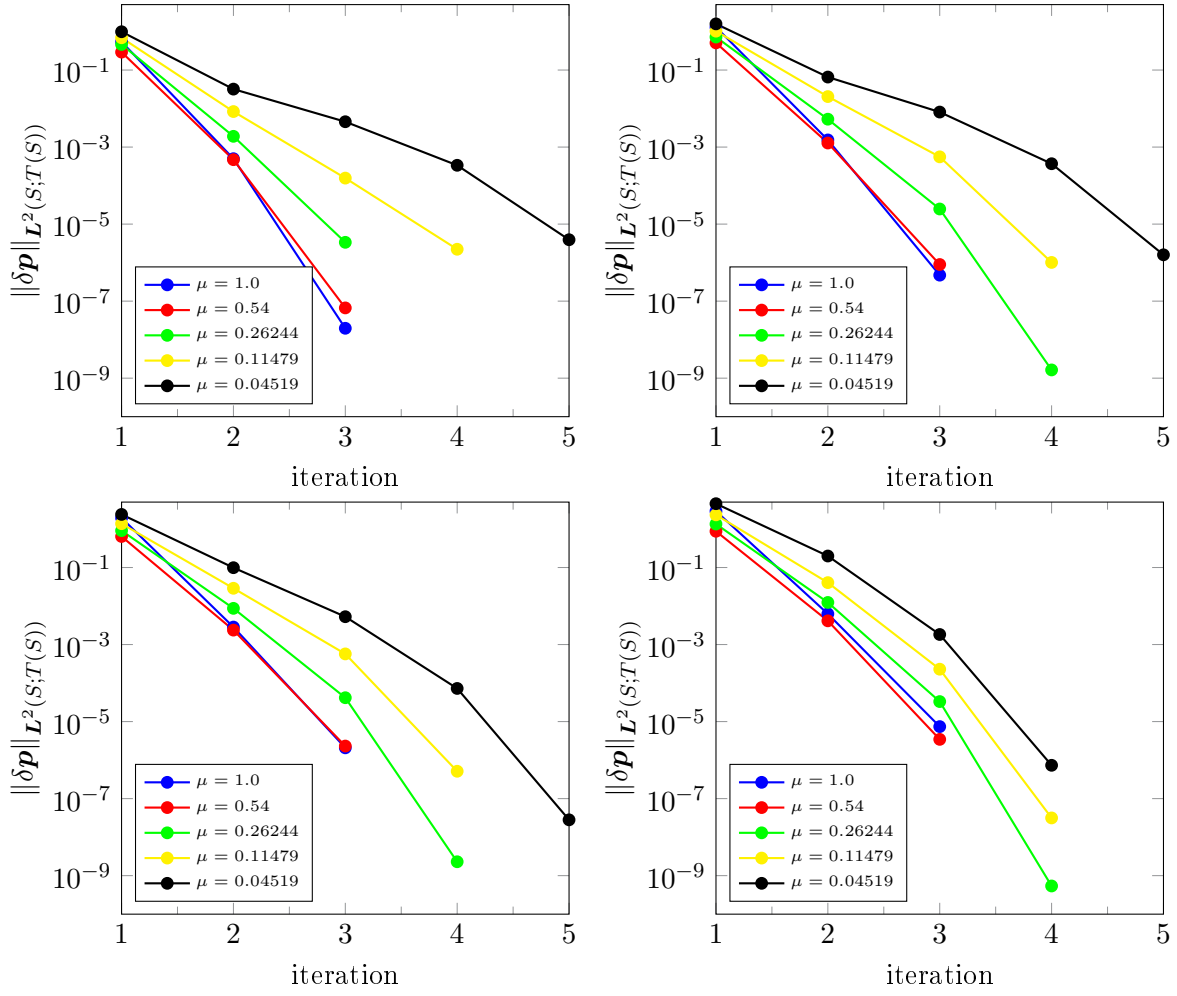 10⁻¹
10⁻³
10⁻⁵
10⁻⁷
10⁻⁹
‖δp‖L²(S;T(S))
μ = 1.0
μ = 0.54
μ = 0.26244
μ = 0.11479
μ = 0.04519
1 2 3 4 5
iteration
10⁻¹
10⁻³
10⁻⁵
10⁻⁷
10⁻⁹
‖δp‖L²(S;T(S))
μ = 1.0
μ = 0.54
μ = 0.26244
μ = 0.11479
μ = 0.04519
1 2 3 4 5
iteration
10⁻¹
10⁻³
10⁻⁵
10⁻⁷
10⁻⁹
‖δp‖L²(S;T(S))
μ = 1.0
μ = 0.54
μ = 0.26244
μ = 0.11479
μ = 0.04519
1 2 3 4 5
iteration
10⁻¹
10⁻³
10⁻⁵
10⁻⁷
10⁻⁹
‖δp‖L²(S;T(S))
μ = 1.0
μ = 0.54
μ = 0.26244
μ = 0.11479
μ = 0.04519
1 2 3 4 5
iteration